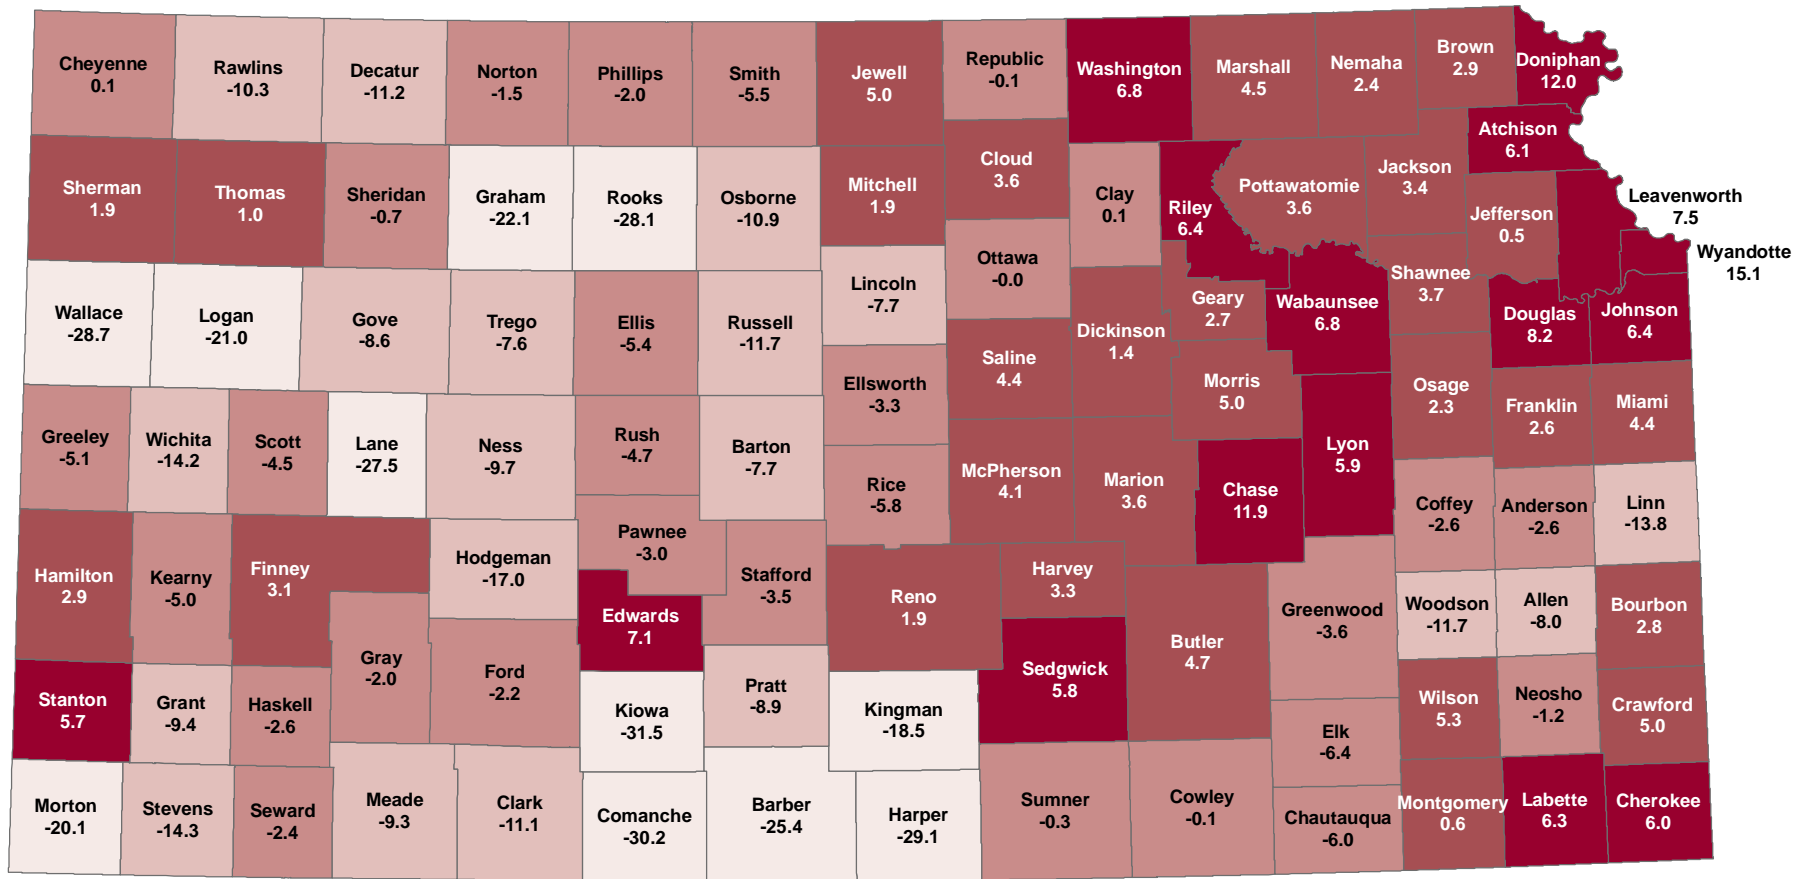 Cheyenne
0.1
Rawlins
-10.3
Decatur
-11.2
Norton
-1.5
Phillips
-2.0
Smith
-5.5
Jewell
5.0
Republic
-0.1
Washington
6.8
Marshall
4.5
Nemaha
2.4
Brown
2.9
Doniphan
12.0
Atchison
6.1
Sherman
1.9
Thomas
1.0
Sheridan
-0.7
Graham
-22.1
Rooks
-28.1
Osborne
-10.9
Mitchell
1.9
Cloud
3.6
Clay
0.1
Riley
6.4
Pottawatomie
3.6
Jackson
3.4
Jefferson
0.5
Leavenworth
7.5
Wyandotte
15.1
Wallace
-28.7
Logan
-21.0
Gove
-8.6
Trego
-7.6
Ellis
-5.4
Russell
-11.7
Lincoln
-7.7
Ottawa
-0.0
Dickinson
1.4
Geary
2.7
Wabaunsee
6.8
Shawnee
3.7
Douglas
8.2
Johnson
6.4
Ellsworth
-3.3
Saline
4.4
Morris
5.0
Osage
2.3
Franklin
2.6
Miami
4.4
Greeley
-5.1
Wichita
-14.2
Scott
-4.5
Lane
-27.5
Ness
-9.7
Rush
-4.7
Barton
-7.7
Rice
-5.8
McPherson
4.1
Marion
3.6
Chase
11.9
Lyon
5.9
Coffey
-2.6
Anderson
-2.6
Linn
-13.8
Hamilton
2.9
Kearny
-5.0
Finney
3.1
Hodgeman
-17.0
Pawnee
-3.0
Edwards
7.1
Stafford
-3.5
Reno
1.9
Harvey
3.3
Butler
4.7
Greenwood
-3.6
Woodson
-11.7
Allen
-8.0
Bourbon
2.8
Stanton
5.7
Grant
-9.4
Haskell
-2.6
Gray
-2.0
Ford
-2.2
Kiowa
-31.5
Pratt
-8.9
Kingman
-18.5
Sedgwick
5.8
Elk
-6.4
Wilson
5.3
Neosho
-1.2
Crawford
5.0
Morton
-20.1
Stevens
-14.3
Seward
-2.4
Meade
-9.3
Clark
-11.1
Comanche
-30.2
Barber
-25.4
Harper
-29.1
Sumner
-0.3
Cowley
-0.1
Chautauqua
-6.0
Montgomery
0.6
Labette
6.3
Cherokee
6.0